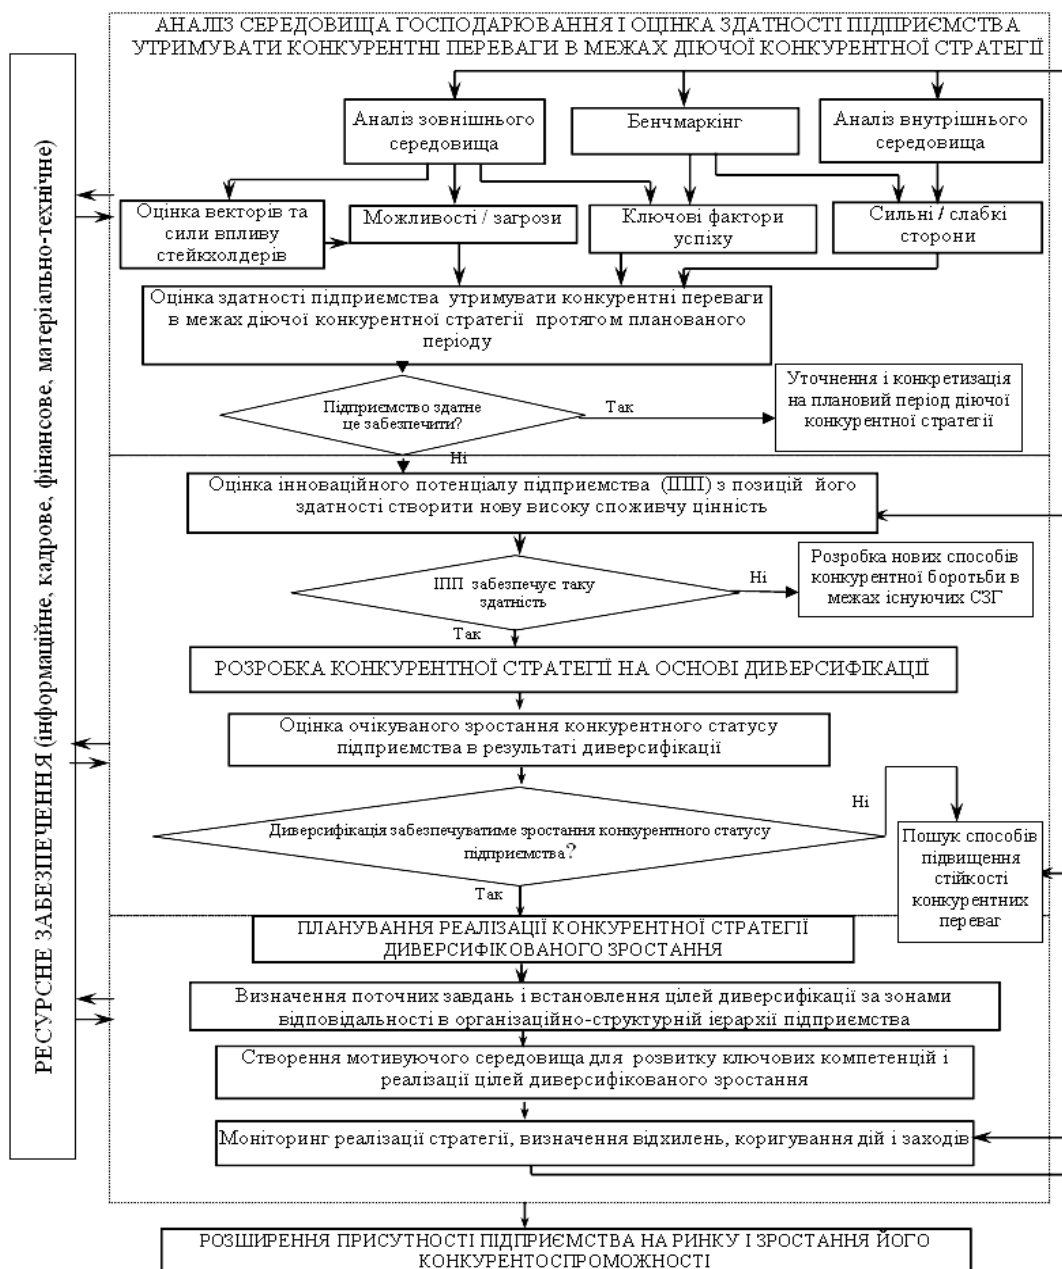 АНАЛІЗ СЕРЕДОВИЩА ГОСПОДАРЮВАННЯ І ОЦІНКА ЗДАТНОСТІ ПІДПРИЄМСТВА
УТРИМУВАТИ КОНКУРЕНТНІ ПЕРЕВАГИ В МЕЖАХ ДІЮЧОЇ КОНКУРЕНТНОЇ СТРАТЕГІЇ
РЕСУРСНЕ ЗАБЕЗПЕЧЕННЯ (інформаційне, кадрове, фінансове, матеріально-технічне)
Аналіз зовнішнього
середовища
Бенчмаркінг
Аналіз внутрішнього
середовища
Оцінка векторів та
сили впливу
стейкхолдерів
Можливості / загрози
Ключові фактори
успіху
Сильні / слабкі
сторони
Оцінка здатності підприємства утримувати конкурентні переваги
в межах діючої конкурентної стратегії протягом планованого
періоду
Підприємство здатне
це забезпечити?
Так
Уточнення і конкретизація
на плановий період діючої
конкурентної стратегії
Ні
Оцінка інноваційного потенціалу підприємства (ІПП) з позицій його
здатності створити нову високу споживчу цінність
ІПП забезпечує таку
здатність
Ні
Розробка нових способів
конкурентної боротьби в
межах існуючих СЗГ
Так
РОЗРОБКА КОНКУРЕНТНОЇ СТРАТЕГІЇ НА ОСНОВІ ДИВЕРСИФІКАЦІЇ
Оцінка очікуваного зростання конкурентного статусу
підприємства в результаті диверсифікації
Диверсифікація забезпечуватиме зростання конкурентного статусу
підприємства?
Ні
Пошук способів
підвищення
стійкості
конкурентних
переваг
Так
ПЛАНУВАННЯ РЕАЛІЗАЦІЇ КОНКУРЕНТНОЇ СТРАТЕГІЇ
ДИВЕРСИФІКОВАНОГО ЗРОСТАННЯ
Визначення поточних завдань і встановлення цілей диверсифікації за зонами
відповідальності в організаційно-структурній ієрархії підприємства
Створення мотивуючого середовища для розвитку ключових компетенцій і
реалізації цілей диверсифікованого зростання
Моніторинг реалізації стратегії, визначення відхилень, коригування дій і заходів
РОЗШИРЕННЯ ПРИСУТНОСТІ ПІДПРИЄМСТВА НА РИНКУ І ЗРОСТАННЯ ЙОГО
КОНКУРЕНТОСПРОМОЖНОСТІ